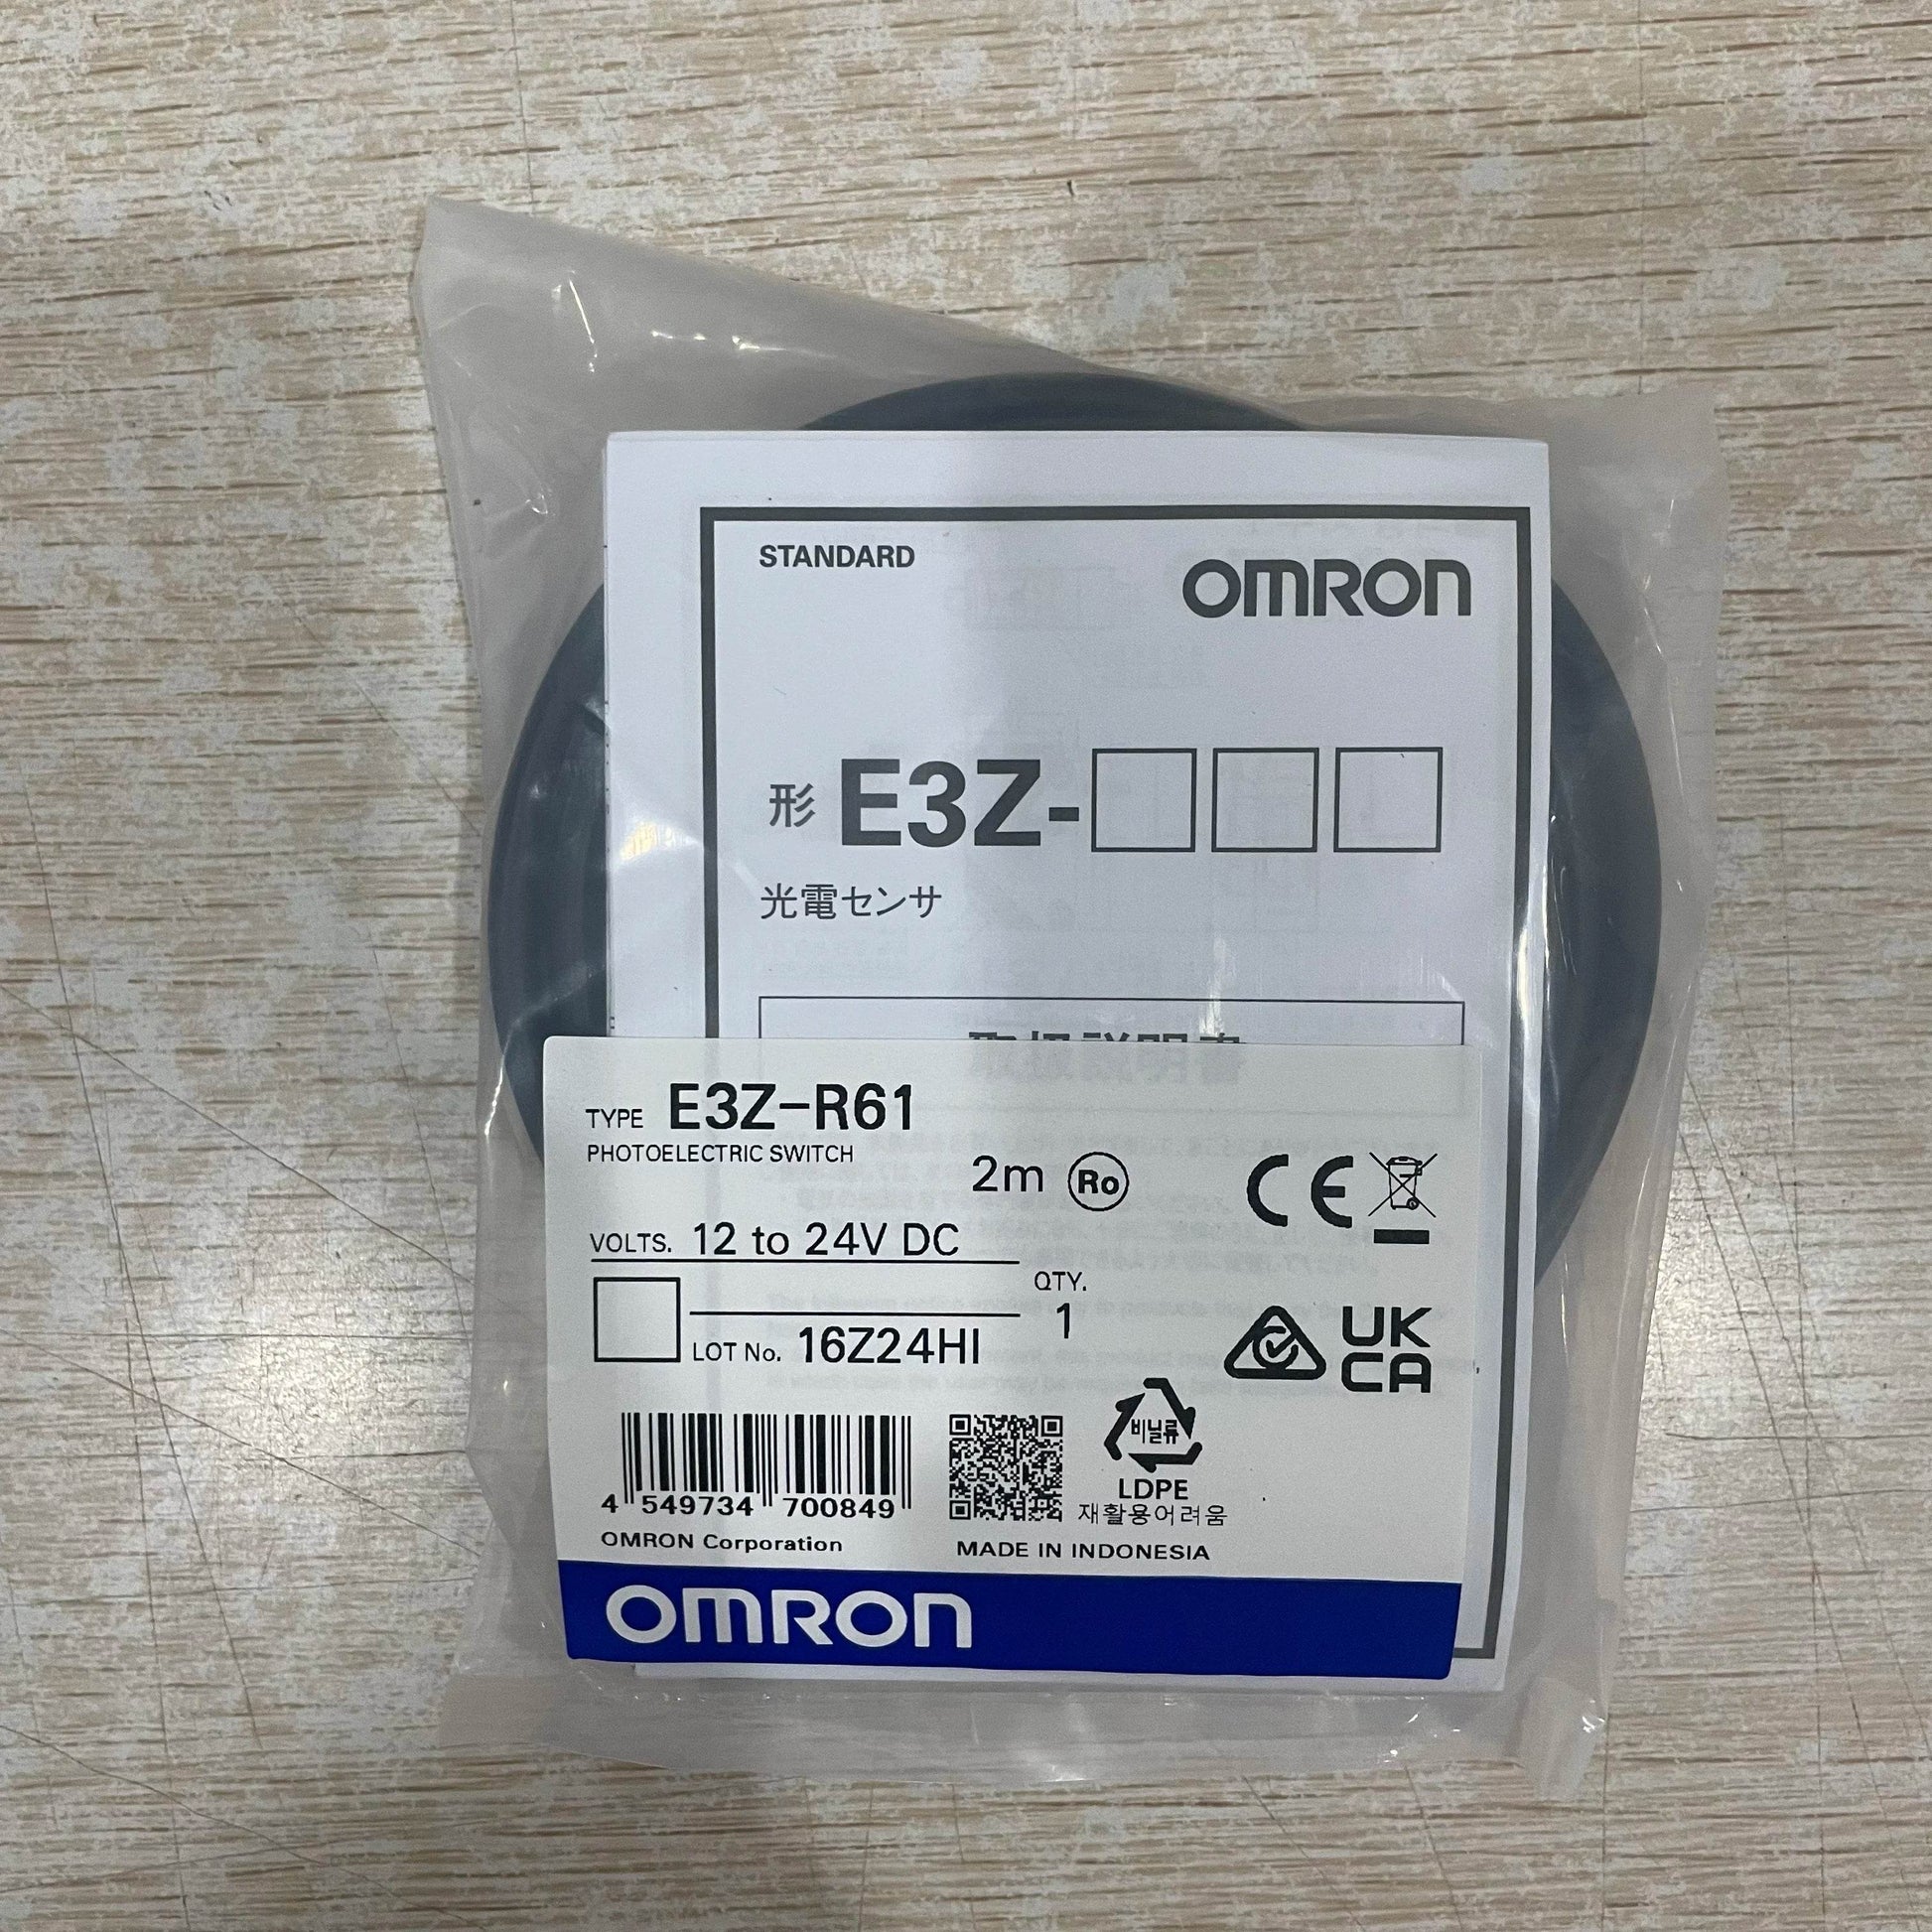 STANDARD
OMRON
形 E3Z-□□□
光電センサ
取扱説明書
TYPE E3Z-R61
PHOTOELECTRIC SWITCH
2m Ro
CE
VOLTS. 12 to 24V DC
QTY.
1
LOT No. 16Z24HI
UK
CA
비닐류
LDPE
재활용어려움
4 549734 700849
OMRON Corporation
MADE IN INDONESIA
OMRON